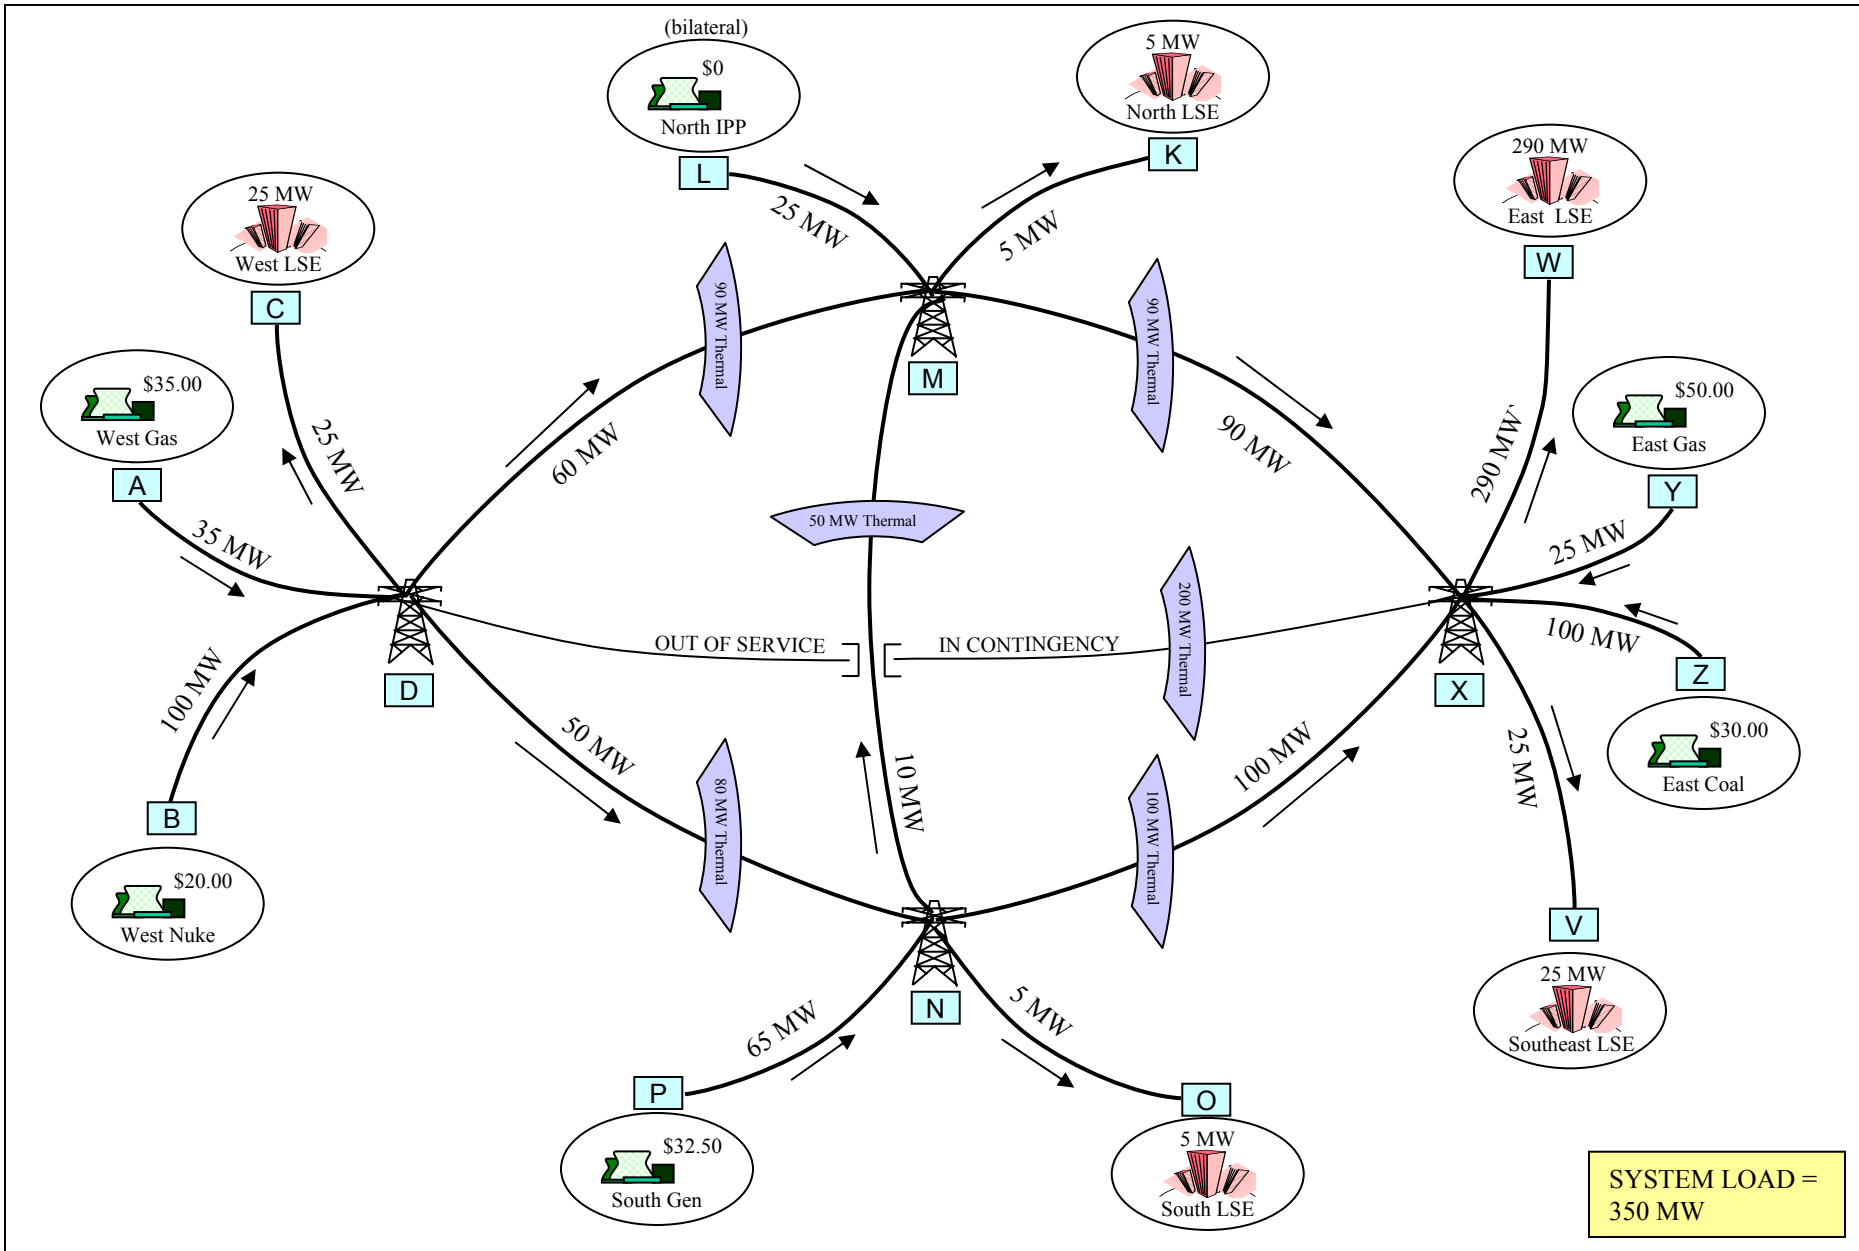 (bilateral)
$0
North IPP
L
5 MW
North LSE
K
290 MW
East  LSE
W
25 MW
West LSE
C
25 MW
5 MW
90 MW Thermal
90 MW Thermal
M
$35.00
West Gas
A
25 MW
60 MW
90 MW
290 MW`
$50.00
East Gas
Y
35 MW
50 MW Thermal
25 MW
OUT OF SERVICE
IN CONTINGENCY
200 MW Thermal
100 MW
D
X
Z
100 MW
50 MW
10 MW
100 MW
25 MW
$30.00
East Coal
B
80 MW Thermal
100 MW Thermal
$20.00
West Nuke
N
V
65 MW
5 MW
25 MW
Southeast LSE
P
O
$32.50
South Gen
5 MW
South LSE
SYSTEM LOAD =
350 MW